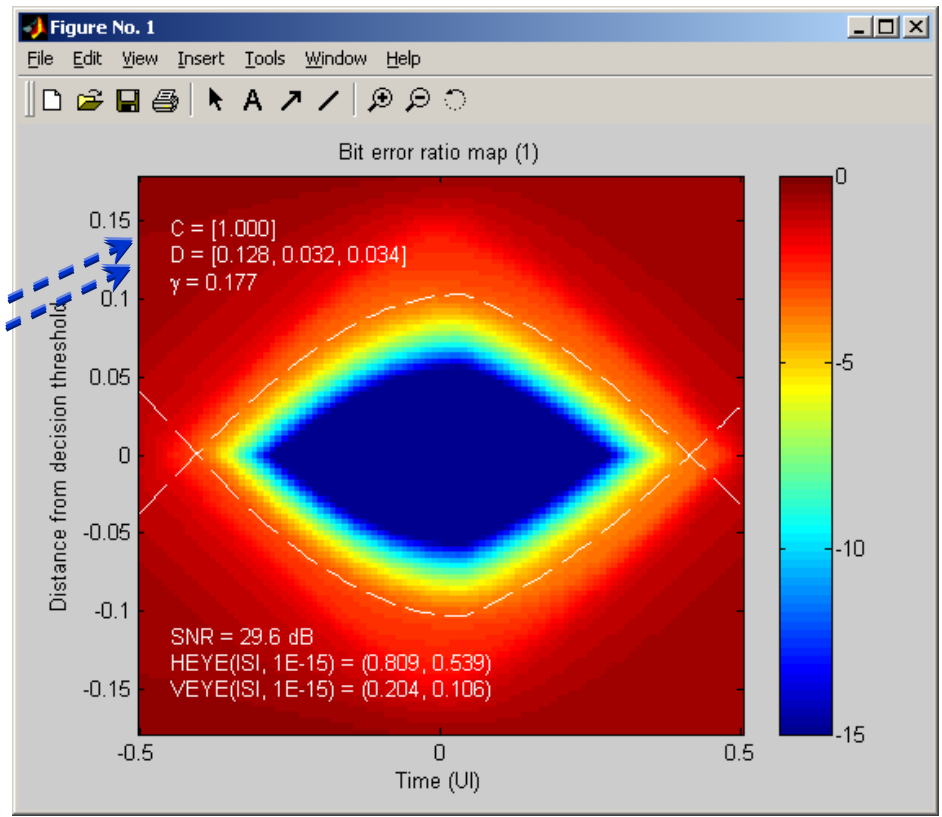 Figure No. 1
File Edit View Insert Tools Window Help
A
Bit error ratio map (1)
C = [1.000]
D = [0.128, 0.032, 0.034]
γ = 0.177
0.15
0.1
0.05
0
-0.05
-0.1
-0.15
Distance from decision threshold
SNR = 29.6 dB
HEYE(ISI, 1E-15) = (0.809, 0.539)
VEYE(ISI, 1E-15) = (0.204, 0.106)
-0.5
0
0.5
Time (UI)
0
-5
-10
-15